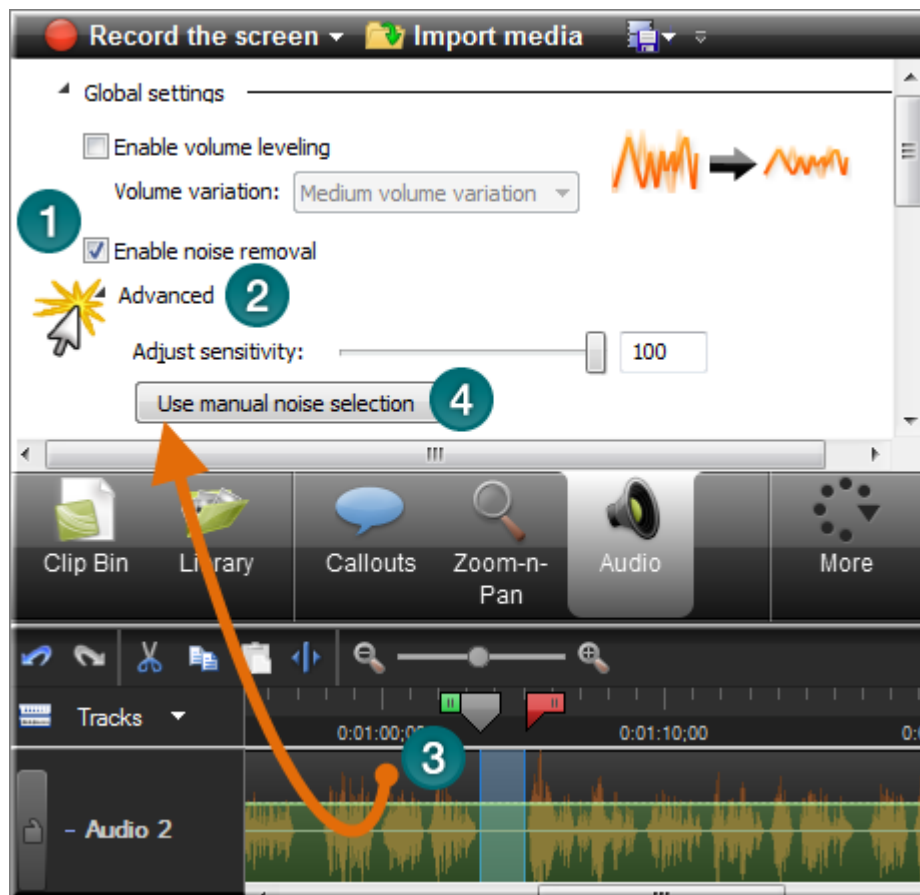 Record the screen
Import media
Global settings
Enable volume leveling
Volume variation: Medium volume variation
1
Enable noise removal
Advanced 2
Adjust sensitivity: 100
Use manual noise selection 4
Clip Bin
Library
Callouts
Zoom-n-
Pan
Audio
More
Tracks
0:01:00;00
0:01:10;00
3
- Audio 2